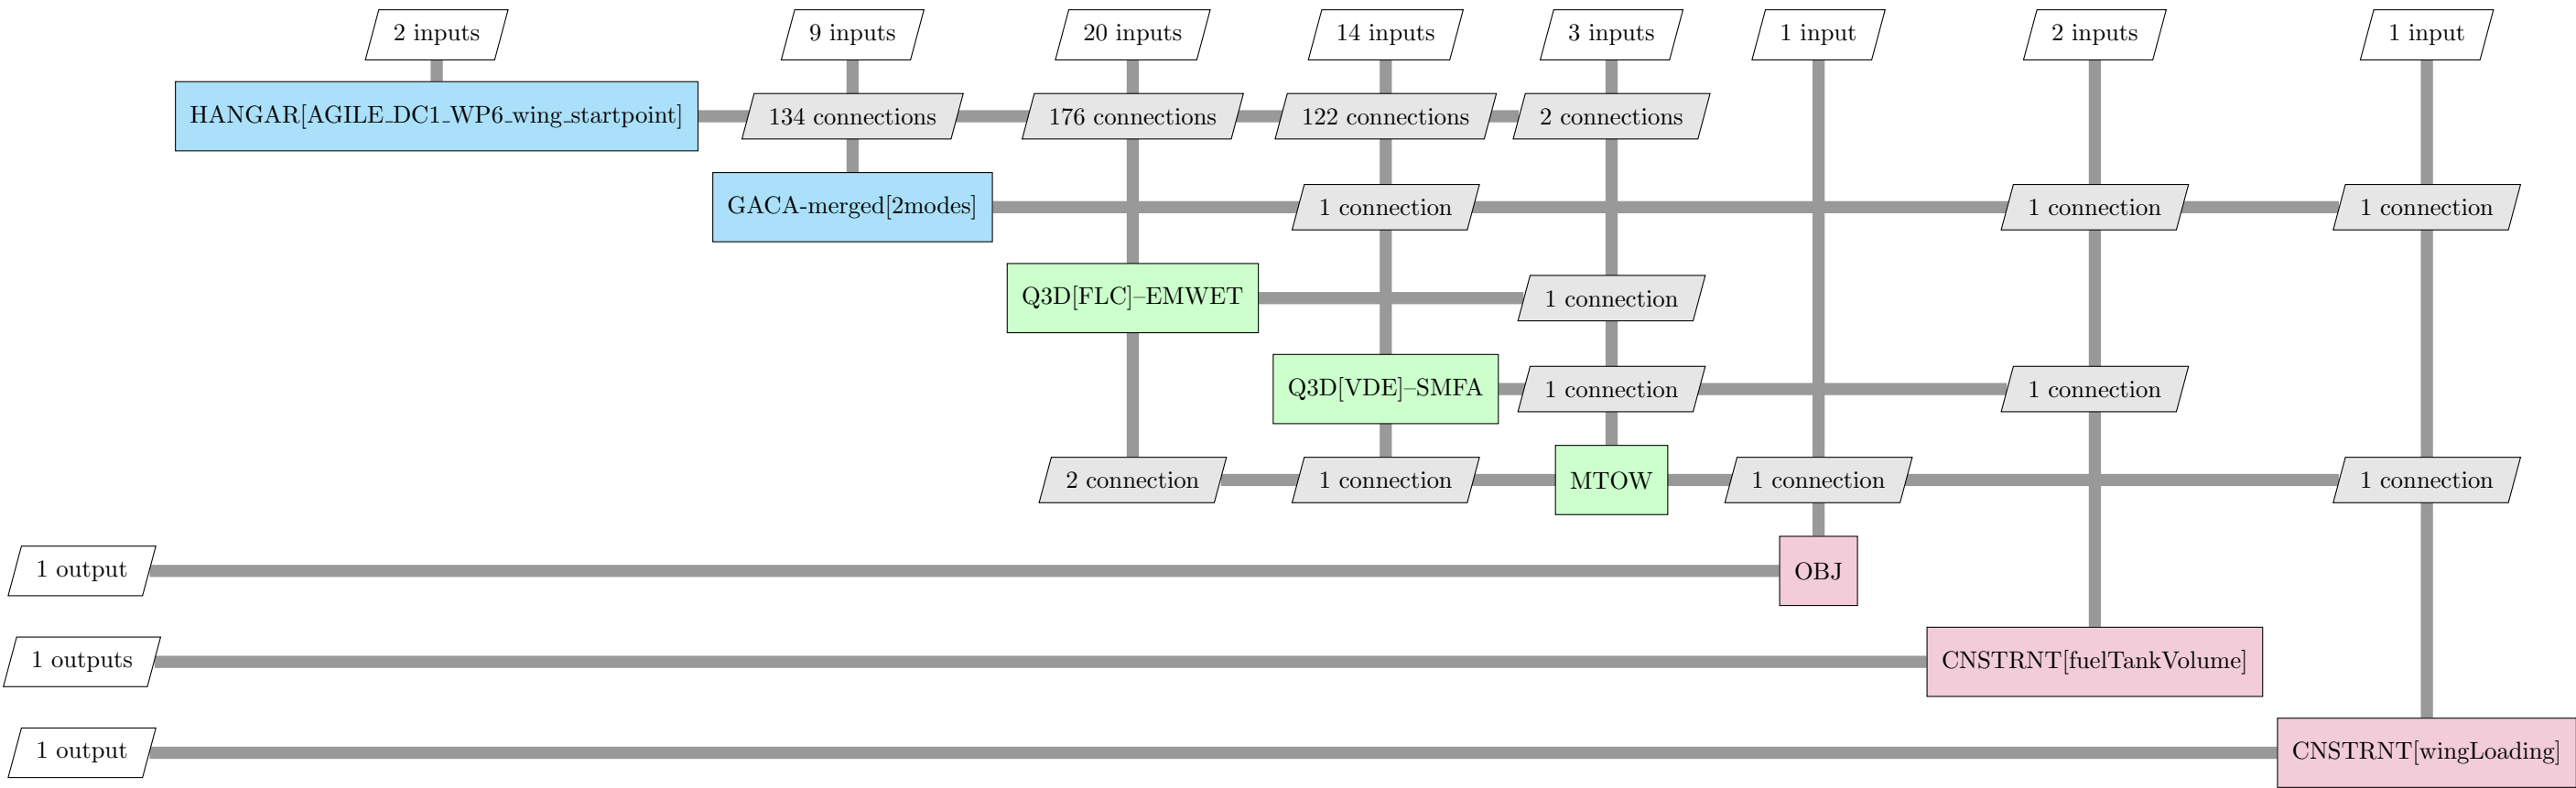 2 inputs
9 inputs
20 inputs
14 inputs
3 inputs
1 input
2 inputs
1 input
HANGAR[AGILE_DC1_WP6_wing_startpoint]
134 connections
176 connections
122 connections
2 connections
GACA-merged[2modes]
1 connection
1 connection
1 connection
Q3D[FLC]–EMWET
1 connection
Q3D[VDE]–SMFA
1 connection
1 connection
2 connection
1 connection
MTOW
1 connection
1 connection
1 output
OBJ
1 outputs
CNSTRNT[fuelTankVolume]
1 output
CNSTRNT[wingLoading]